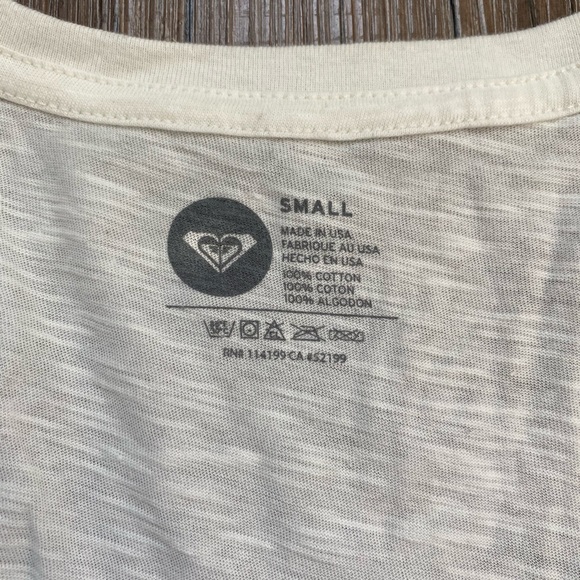 SMALL
MADE IN USA
FABRIQUE AU USA
HECHO EN USA
100% COTTON
100% COTON
100% ALGODON
RN# 114199 CA #52199